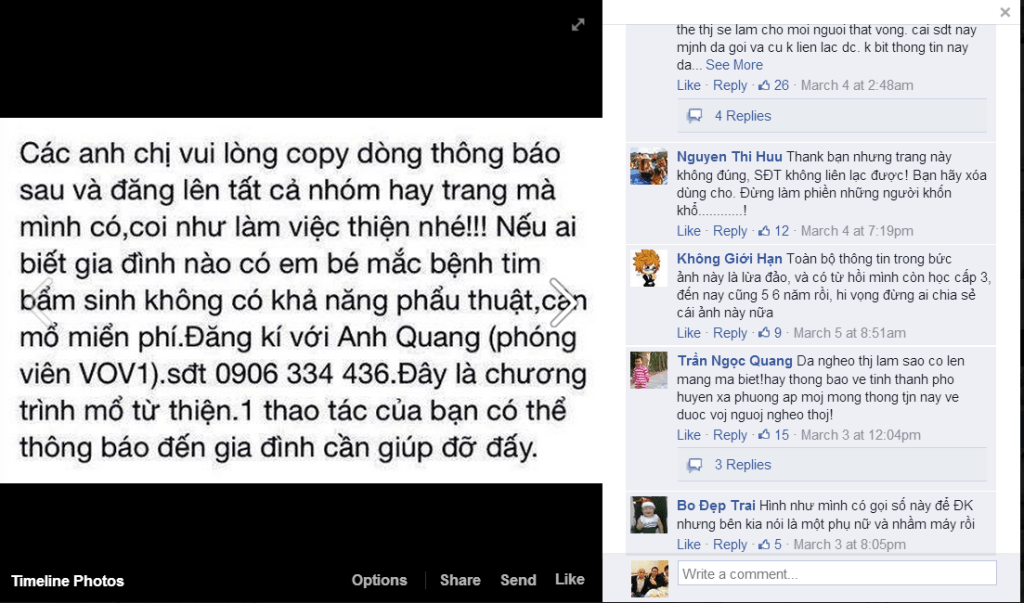 Các anh chị vui lòng copy dòng thông báo
sau và đăng lên tất cả nhóm hay trang mà
mình có,coi như làm việc thiện nhé!!! Nếu ai
biết gia đình nào có em bé mắc bệnh tim
bẩm sinh không có khả năng phẩu thuật,cần
mổ miển phí.Đăng kí với Anh Quang (phóng
viên VOV1).sđt 0906 334 436.Đây là chương
trình mổ từ thiện.1 thao tác của bạn có thể
thông báo đến gia đình cần giúp đỡ đấy.
Timeline Photos
Options
Share
Send
Like
the thj se lam cho moi nguoi that vong. cai sdt nay
mjnh da goi va cu k lien lac dc. k bit thong tin nay
da... See More
Like · Reply · 26 · March 4 at 2:48am
4 Replies
Nguyen Thi Huu Thank bạn nhưng trang này
không đúng, SĐT không liên lạc được! Bạn hãy xóa
dùng cho. Đừng làm phiền những người khốn
khổ............!
Like · Reply · 12 · March 4 at 7:19pm
Không Giới Hạn Toàn bộ thông tin trong bức
ảnh này là lừa đảo, và có từ hồi mình còn học cấp 3,
đến nay cũng 5 6 năm rồi, hi vọng đừng ai chia sẻ
cái ảnh này nữa
Like · Reply · 9 · March 5 at 8:51am
Trần Ngọc Quang Da ngheo thj lam sao co len
mang ma biet!hay thong bao ve tinh thanh pho
huyen xa phuong ap moj mong thong tjn nay ve
duoc voj nguoj ngheo thoj!
Like · Reply · 15 · March 3 at 12:04pm
3 Replies
Bo Đẹp Trai Hình như mình có gọi số này để ĐK
nhưng bên kia nói là một phụ nữ và nhầm máy rồi
Like · Reply · 5 · March 3 at 8:05pm
Write a comment...